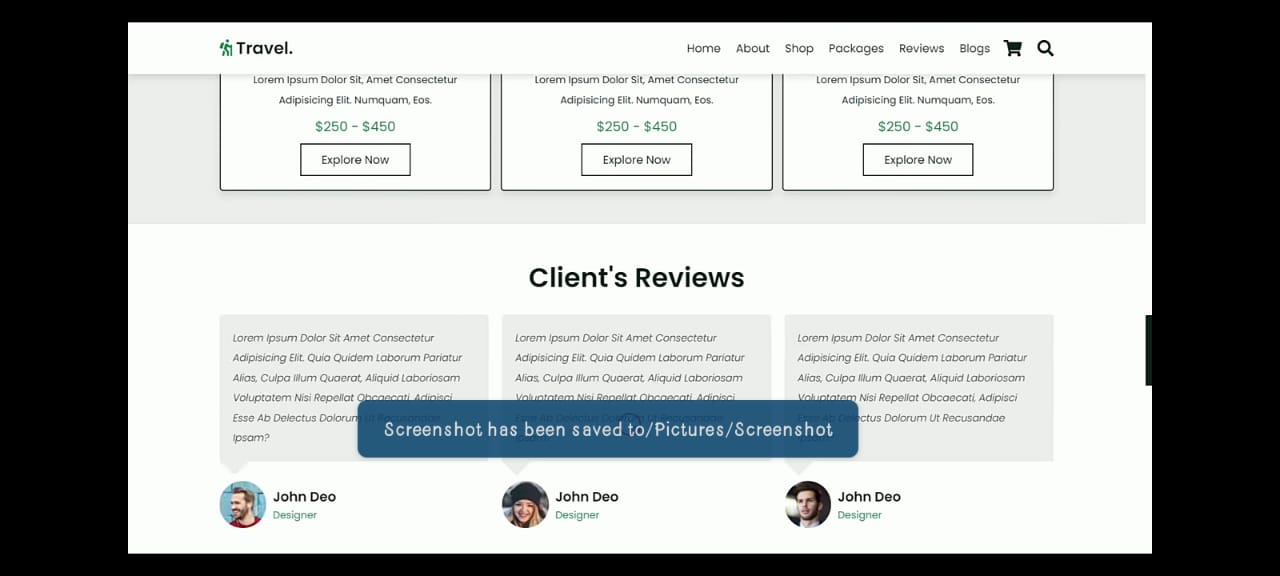 Travel.
Home About Shop Packages Reviews Blogs
Lorem Ipsum Dolor Sit, Amet Consectetur
Adipisicing Elit. Numquam, Eos.
$250 - $450
Explore Now
Lorem Ipsum Dolor Sit, Amet Consectetur
Adipisicing Elit. Numquam, Eos.
$250 - $450
Explore Now
Lorem Ipsum Dolor Sit, Amet Consectetur
Adipisicing Elit. Numquam, Eos.
$250 - $450
Explore Now
Client's Reviews
Lorem Ipsum Dolor Sit Amet Consectetur
Adipisicing Elit. Quia Quidem Laborum Pariatur
Alias, Culpa Illum Quaerat, Aliquid Laboriosam
Voluptatem Nisi Repellat Obcaecati, Adipisci
Esse Ab Delectus Dolorum Ut Recusandae
Ipsam?
John Deo
Designer
Lorem Ipsum Dolor Sit Amet Consectetur
Adipisicing Elit. Quia Quidem Laborum Pariatur
Alias, Culpa Illum Quaerat, Aliquid Laboriosam
Voluptatem Nisi Repellat Obcaecati, Adipisci
Esse Ab Delectus Dolorum Ut Recusandae
John Deo
Designer
Lorem Ipsum Dolor Sit Amet Consectetur
Adipisicing Elit. Quia Quidem Laborum Pariatur
Alias, Culpa Illum Quaerat, Aliquid Laboriosam
Voluptatem Nisi Repellat Obcaecati, Adipisci
Esse Ab Delectus Dolorum Ut Recusandae
John Deo
Designer
Screenshot has been saved to/Pictures/Screenshot